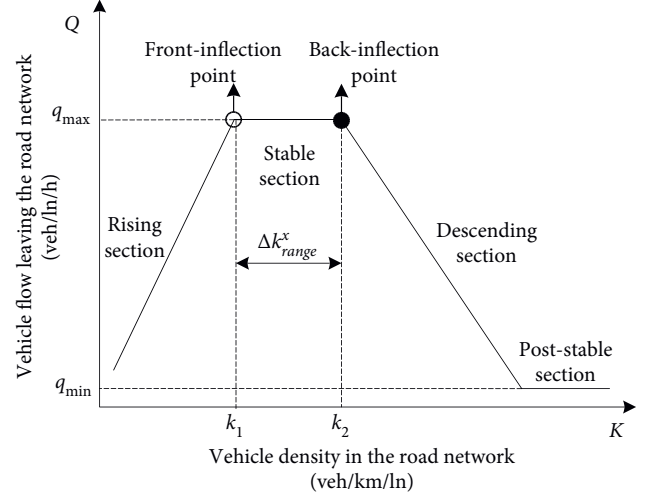 Q
Front-inflection
point
Back-inflection
point
q_max
Stable
section
Rising
section
Δk^x_range
Descending
section
Post-stable
section
q_min
k_1
k_2
K
Vehicle density in the road network
(veh/km/ln)
Vehicle flow leaving the road network
(veh/ln/h)